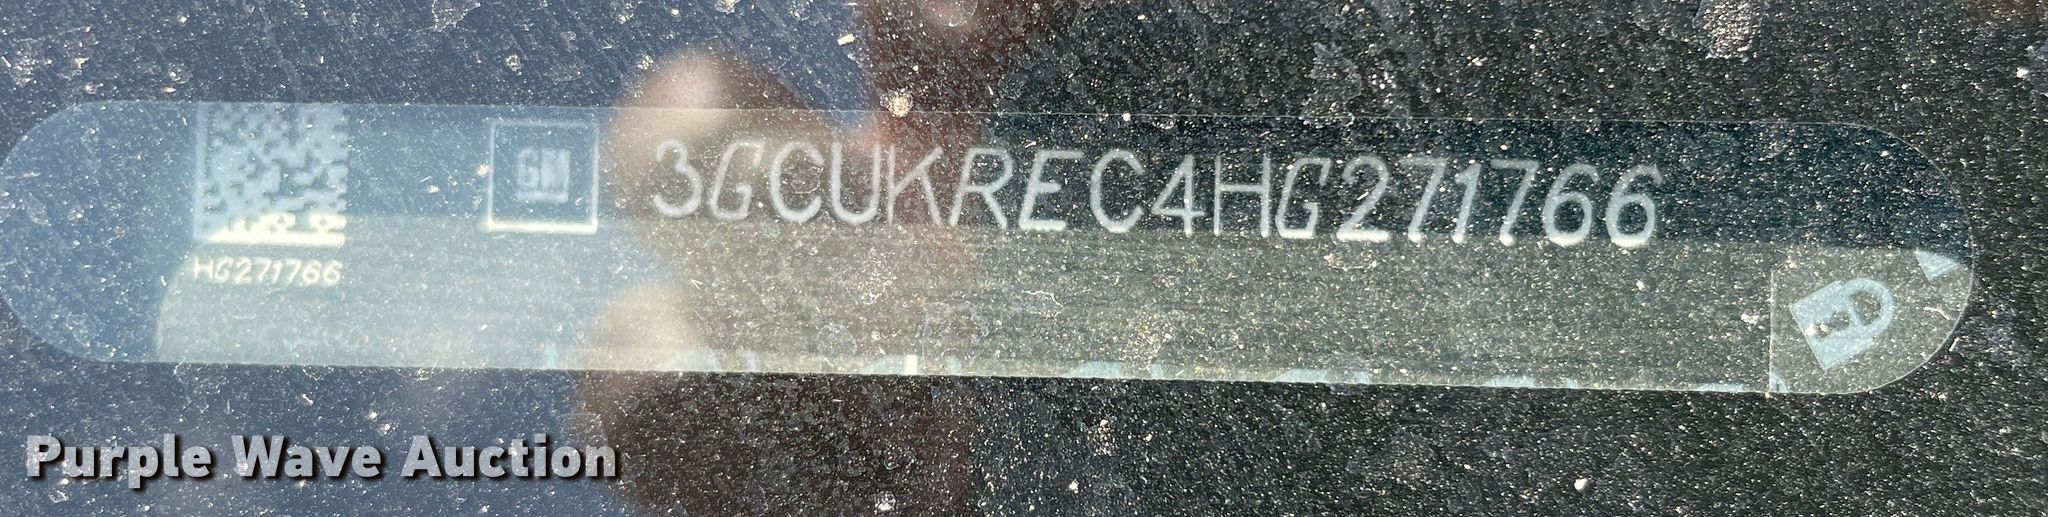 GM 3GCUKREC4HG271766
HG271766
Purple Wave Auction